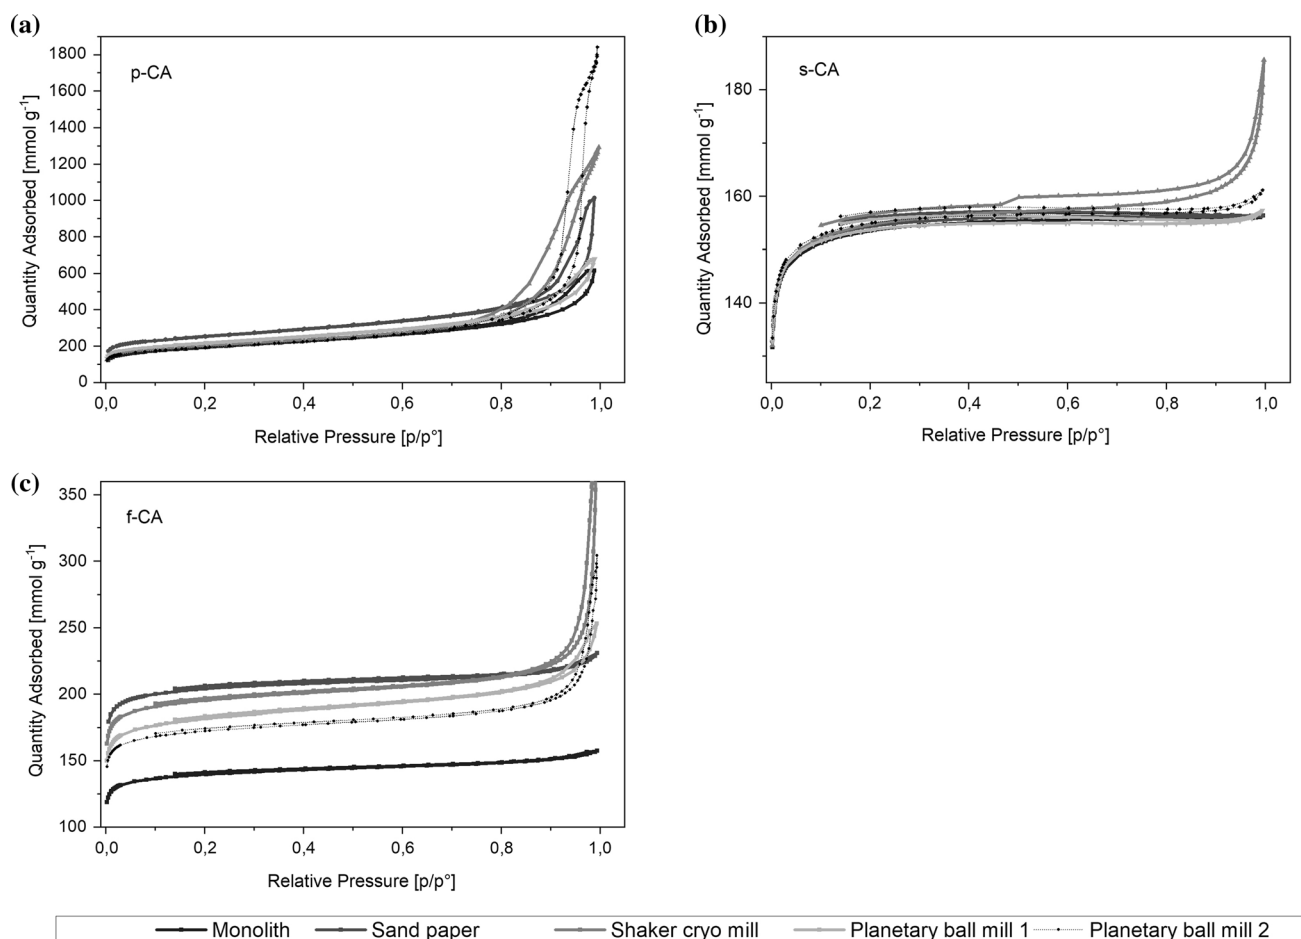 (a)
p-CA
Quantity Adsorbed [mmol g⁻¹]
1800
1600
1400
1200
1000
800
600
400
200
0
0,0 0,2 0,4 0,6 0,8 1,0
Relative Pressure [p/p°]
(b)
s-CA
Quantity Adsorbed [mmol g⁻¹]
180
160
140
0,0 0,2 0,4 0,6 0,8 1,0
Relative Pressure [p/p°]
(c)
f-CA
Quantity Adsorbed [mmol g⁻¹]
350
300
250
200
150
100
0,0 0,2 0,4 0,6 0,8 1,0
Relative Pressure [p/p°]
Monolith Sand paper Shaker cryo mill Planetary ball mill 1 Planetary ball mill 2